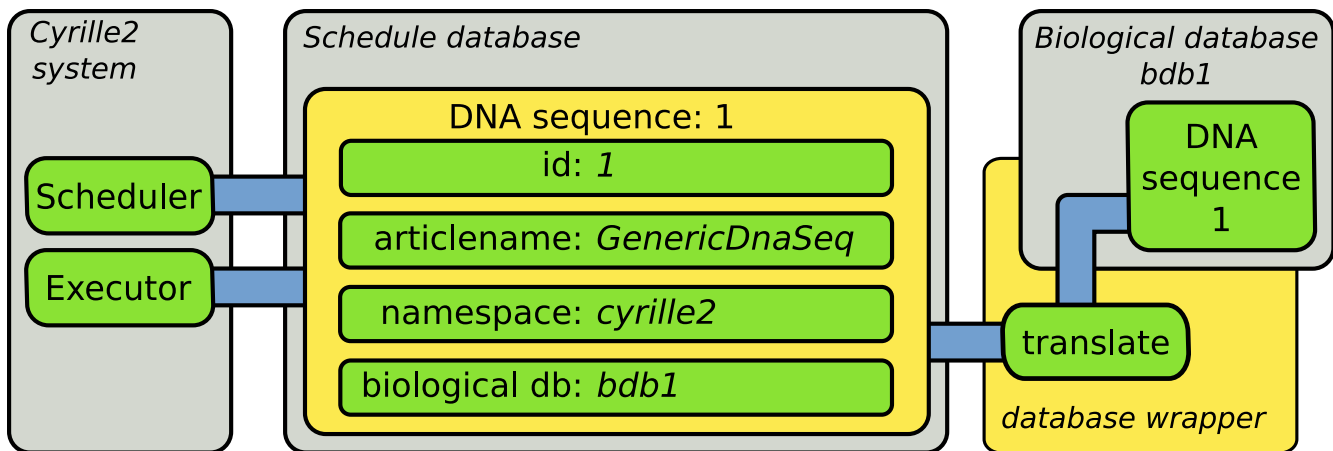 Cyrille2
system
Scheduler
Executor
Schedule database
DNA sequence: 1
id: 1
articlename: GenericDnaSeq
namespace: cyrille2
biological db: bdb1
Biological database
bdb1
DNA
sequence
1
translate
database wrapper